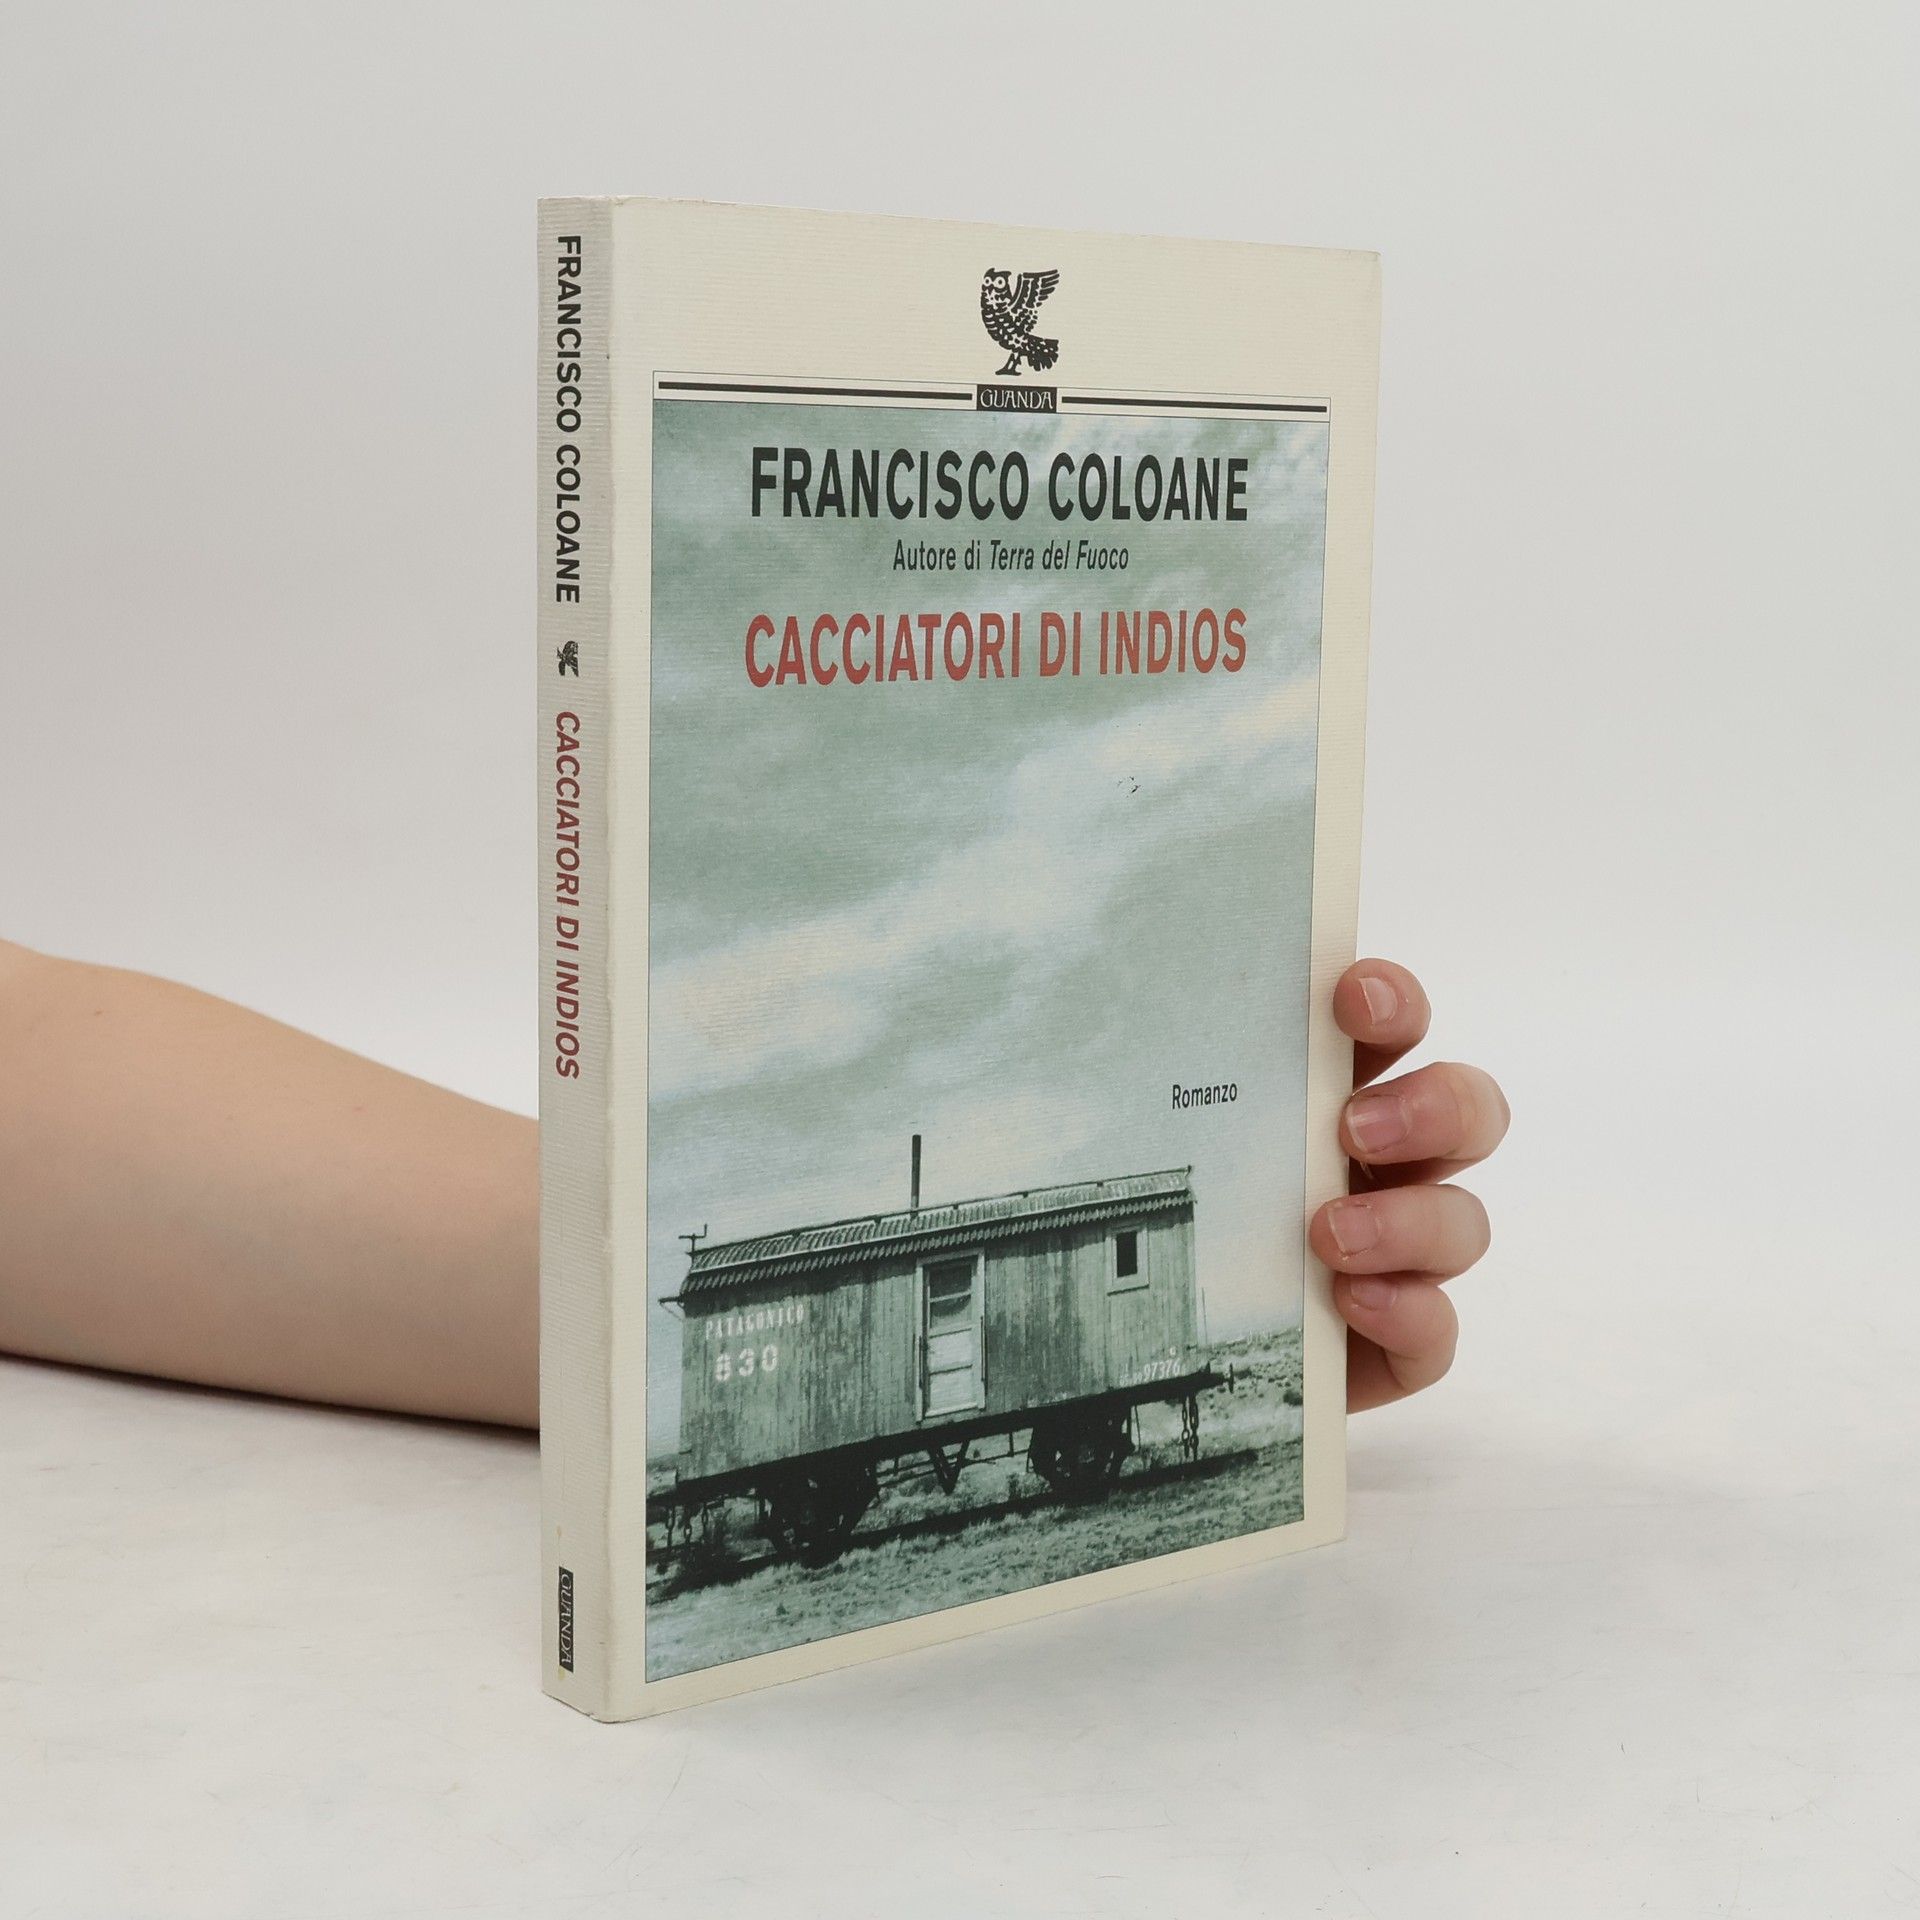 FRANCISCO COLOANE CACCIATORI DI INDIOS GUANDA
GUANDA
FRANCISCO COLOANE
Autore di Terra del Fuoco
CACCIATORI DI INDIOS
Romanzo
PATAGONICO
830
97376